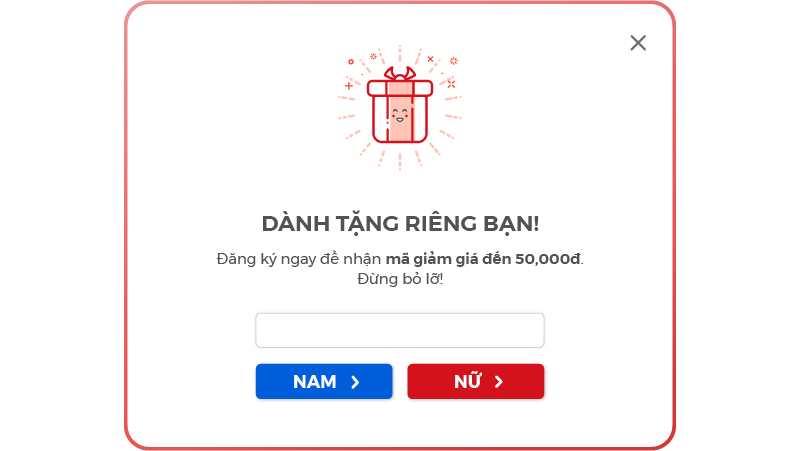 DÀNH TẶNG RIÊNG BẠN!
Đăng ký ngay để nhận mã giảm giá đến 50,000đ.
Đừng bỏ lỡ!
NAM
NỮ